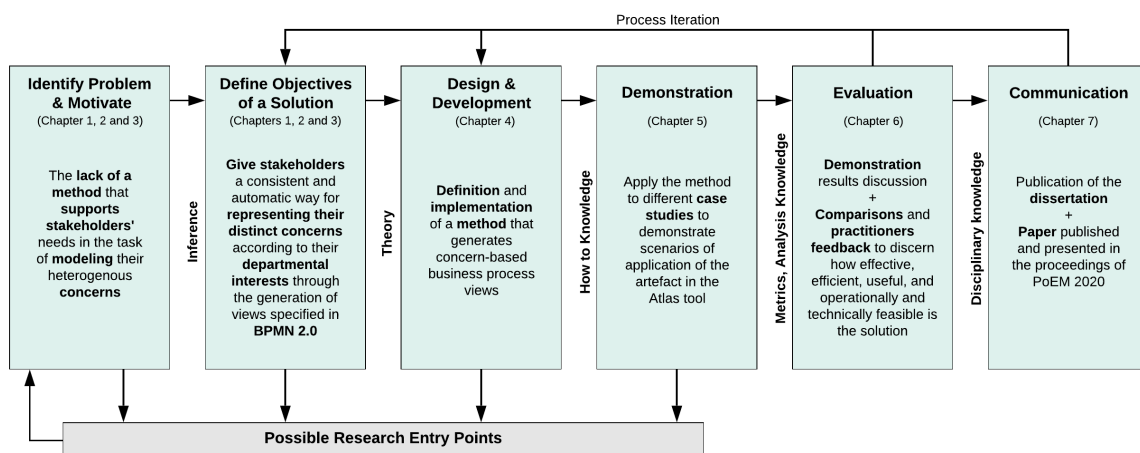 Process Iteration
Identify Problem
& Motivate
(Chapter 1, 2 and 3)
The lack of a
method that
supports
stakeholders'
needs in the task
of modeling their
heterogenous
concerns
Inference
Define Objectives
of a Solution
(Chapters 1, 2 and 3)
Give stakeholders
a consistent and
automatic way for
representing their
distinct concerns
according to their
departmental
interests through
the generation of
views specified in
BPMN 2.0
Theory
Design &
Development
(Chapter 4)
Definition and
implementation
of a method that
generates
concern-based
business process
views
How to Knowledge
Demonstration
(Chapter 5)
Apply the method
to different case
studies to
demonstrate
scenarios of
application of the
artefact in the
Atlas tool
Metrics, Analysis Knowledge
Evaluation
(Chapter 6)
Demonstration
results discussion
+
Comparisons and
practitioners
feedback to discern
how effective,
efficient, useful, and
operationally and
technically feasible is
the solution
Disciplinary knowledge
Communication
(Chapter 7)
Publication of the
dissertation
+
Paper published
and presented in
the proceedings of
PoEM 2020
Possible Research Entry Points